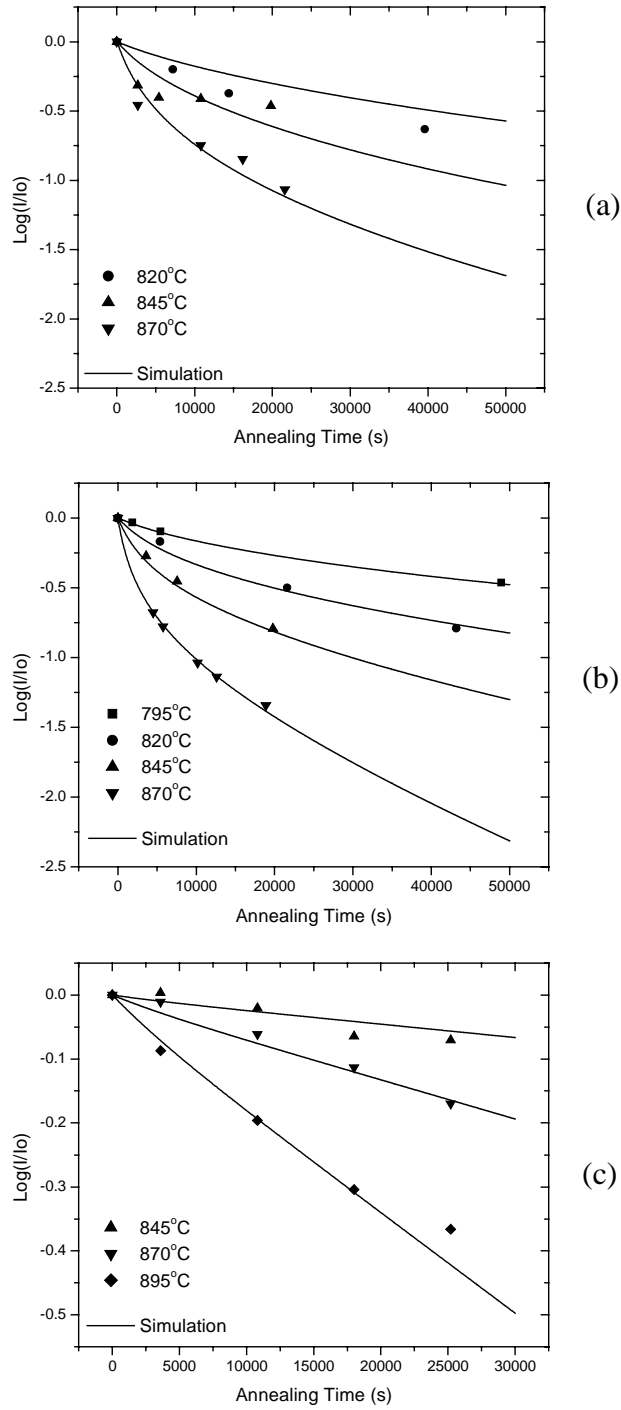 0.0
-0.5
-1.0
-1.5
-2.0
-2.5
Log(I/Io)
820°C
845°C
870°C
Simulation
0 10000 20000 30000 40000 50000
Annealing Time (s)
(a)
0.0
-0.5
-1.0
-1.5
-2.0
-2.5
Log(I/Io)
795°C
820°C
845°C
870°C
Simulation
0 10000 20000 30000 40000 50000
Annealing Time (s)
(b)
0.0
-0.1
-0.2
-0.3
-0.4
-0.5
Log(I/Io)
845°C
870°C
895°C
Simulation
0 5000 10000 15000 20000 25000 30000
Annealing Time (s)
(c)